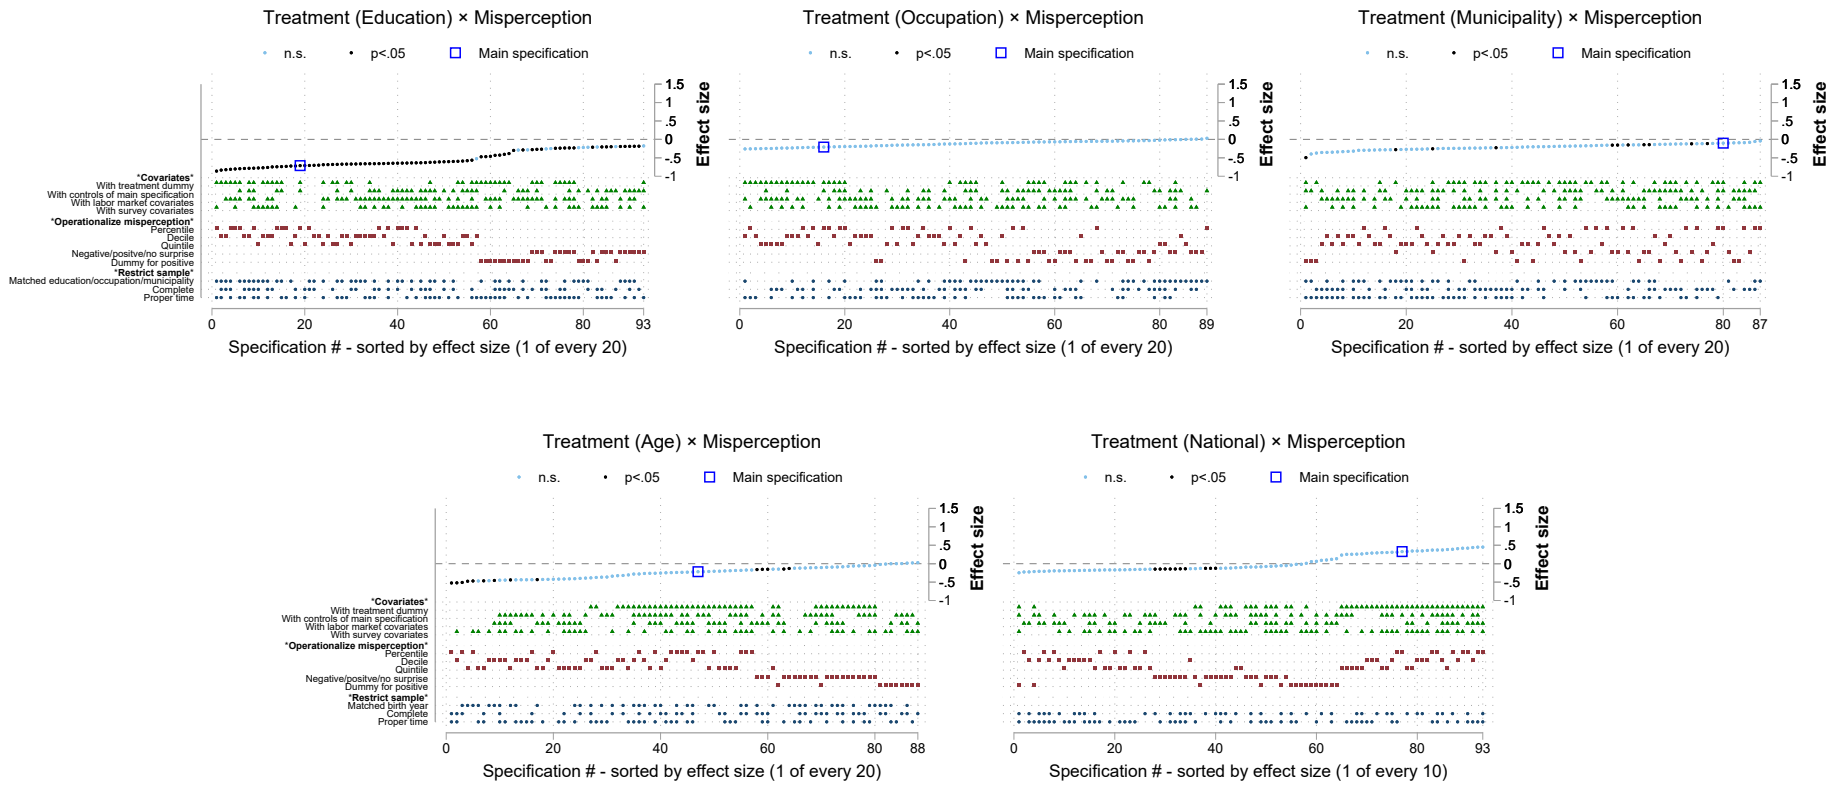 Treatment (Education) × Misperception
n.s.
p<.05
Main specification
1.5
1
.5
0
-.5
-1
Effect size
*Covariates*
With treatment dummy
With controls of main specification
With labor market covariates
With survey covariates
*Operationalize misperception*
Percentile
Decile
Quintile
Negative/positve/no surprise
Dummy for positive
*Restrict sample*
Matched education/occupation/municipality
Complete
Proper time
0 20 40 60 80 93
Specification # - sorted by effect size (1 of every 20)
Treatment (Occupation) × Misperception
n.s.
p<.05
Main specification
1.5
1
.5
0
-.5
-1
Effect size
0 20 40 60 80 89
Specification # - sorted by effect size (1 of every 20)
Treatment (Municipality) × Misperception
n.s.
p<.05
Main specification
1.5
1
.5
0
-.5
-1
Effect size
0 20 40 60 80 87
Specification # - sorted by effect size (1 of every 20)
Treatment (Age) × Misperception
n.s.
p<.05
Main specification
1.5
1
.5
0
-.5
-1
Effect size
*Covariates*
With treatment dummy
With controls of main specification
With labor market covariates
With survey covariates
*Operationalize misperception*
Percentile
Decile
Quintile
Negative/positve/no surprise
Dummy for positive
*Restrict sample*
Matched birth year
Complete
Proper time
0 20 40 60 80 88
Specification # - sorted by effect size (1 of every 20)
Treatment (National) × Misperception
n.s.
p<.05
Main specification
1.5
1
.5
0
-.5
-1
Effect size
0 20 40 60 80 93
Specification # - sorted by effect size (1 of every 10)